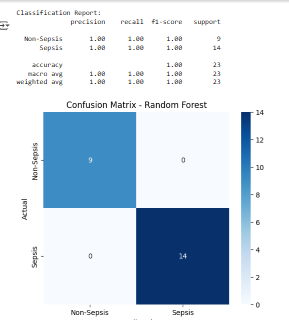 Classification Report:
precision recall f1-score support
Non-Sepsis 1.00 1.00 1.00 9
Sepsis 1.00 1.00 1.00 14
accuracy 1.00 23
macro avg 1.00 1.00 1.00 23
weighted avg 1.00 1.00 1.00 23
Confusion Matrix - Random Forest
Non-Sepsis
Sepsis
Actual
9 0
0 14
Non-Sepsis Sepsis
14
12
10
8
6
4
2
0